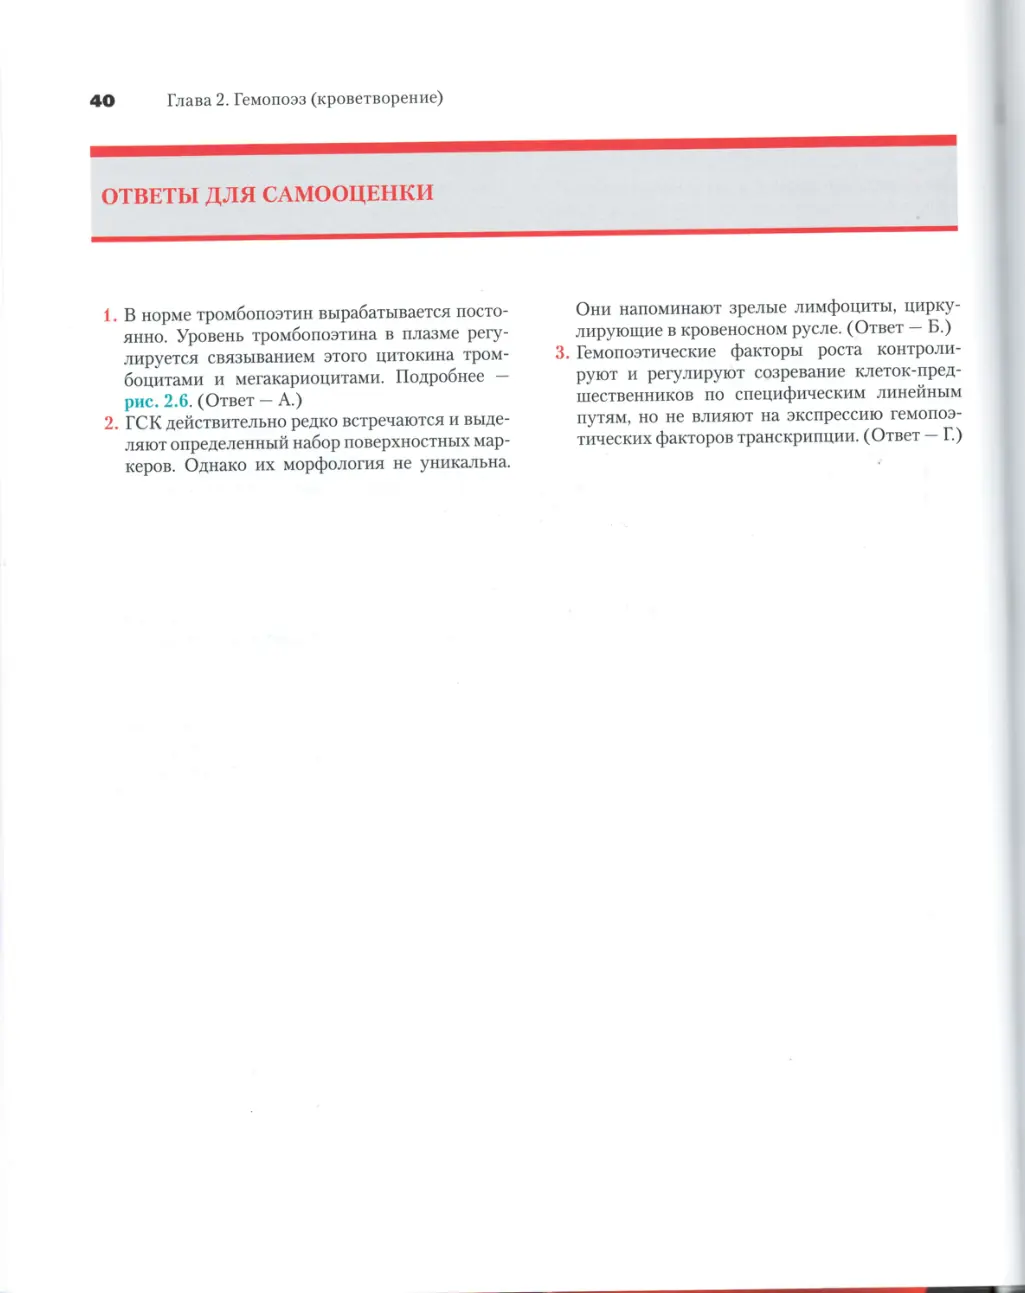 40 Глава 2. Гемопоэз (кроветворение)
ОТВЕТЫ ДЛЯ САМООЦЕНКИ
1. В норме тромбопоэтин вырабатывается посто-
янно. Уровень тромбопоэтина в плазме регу-
лируется связыванием этого цитокина тром-
боцитами и мегакариоцитами. Подробнее —
рис. 2.6. (Ответ — А.)
2. ГСК действительно редко встречаются и выде-
ляют определенный набор поверхностных мар-
керов. Однако их морфология не уникальна.
Они напоминают зрелые лимфоциты, цирку-
лирующие в кровеносном русле. (Ответ — Б.)
3. Гемопоэтические факторы роста контроли-
руют и регулируют созревание клеток-пред-
шественников по специфическим линейным
путям, но не влияют на экспрессию гемопоэ-
тических факторов транскрипции. (Ответ — Г.)